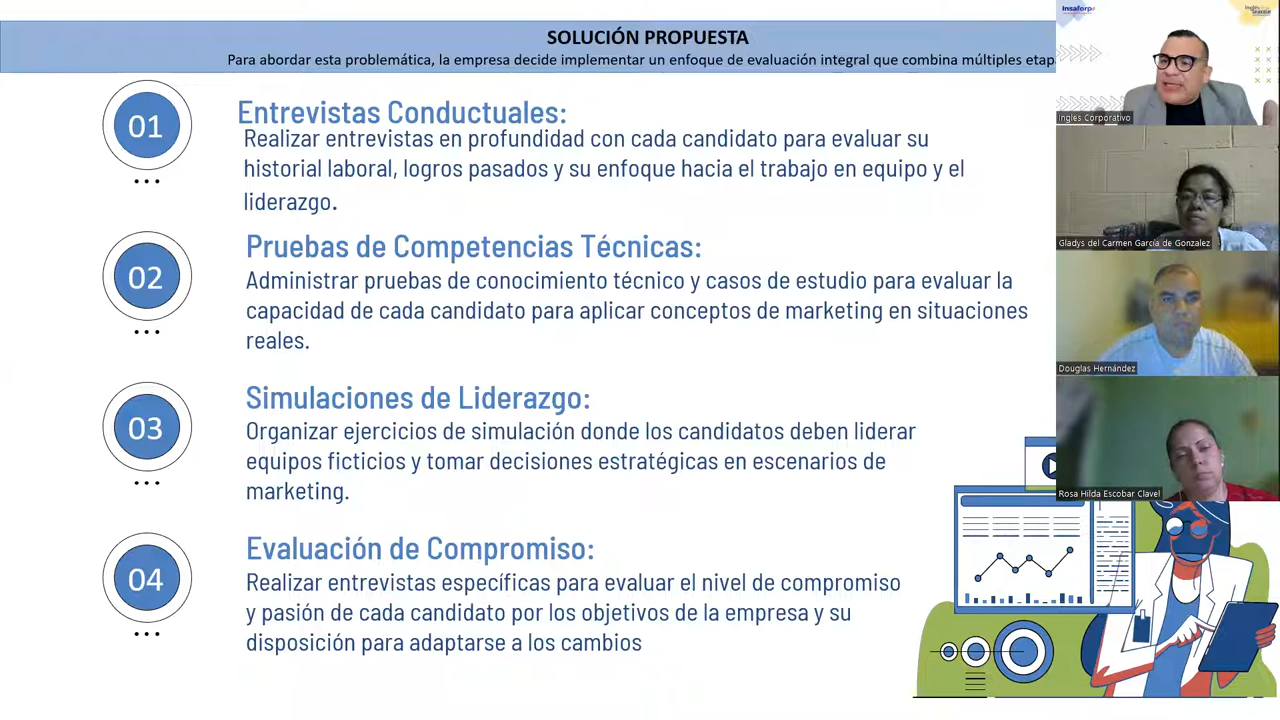 SOLUCIÓN PROPUESTA
Para abordar esta problemática, la empresa decide implementar un enfoque de evaluación integral que combina múltiples etap
01
Entrevistas Conductuales:
Realizar entrevistas en profundidad con cada candidato para evaluar su
historial laboral, logros pasados y su enfoque hacia el trabajo en equipo y el
liderazgo.
02
Pruebas de Competencias Técnicas:
Administrar pruebas de conocimiento técnico y casos de estudio para evaluar la
capacidad de cada candidato para aplicar conceptos de marketing en situaciones
reales.
03
Simulaciones de Liderazgo:
Organizar ejercicios de simulación donde los candidatos deben liderar
equipos ficticios y tomar decisiones estratégicas en escenarios de
marketing.
04
Evaluación de Compromiso:
Realizar entrevistas específicas para evaluar el nivel de compromiso
y pasión de cada candidato por los objetivos de la empresa y su
disposición para adaptarse a los cambios
insaforp
Ingles Corporativo
Gladys del Carmen García de Gonzalez
Douglas Hernández
Rosa Hilda Escobar Clavel